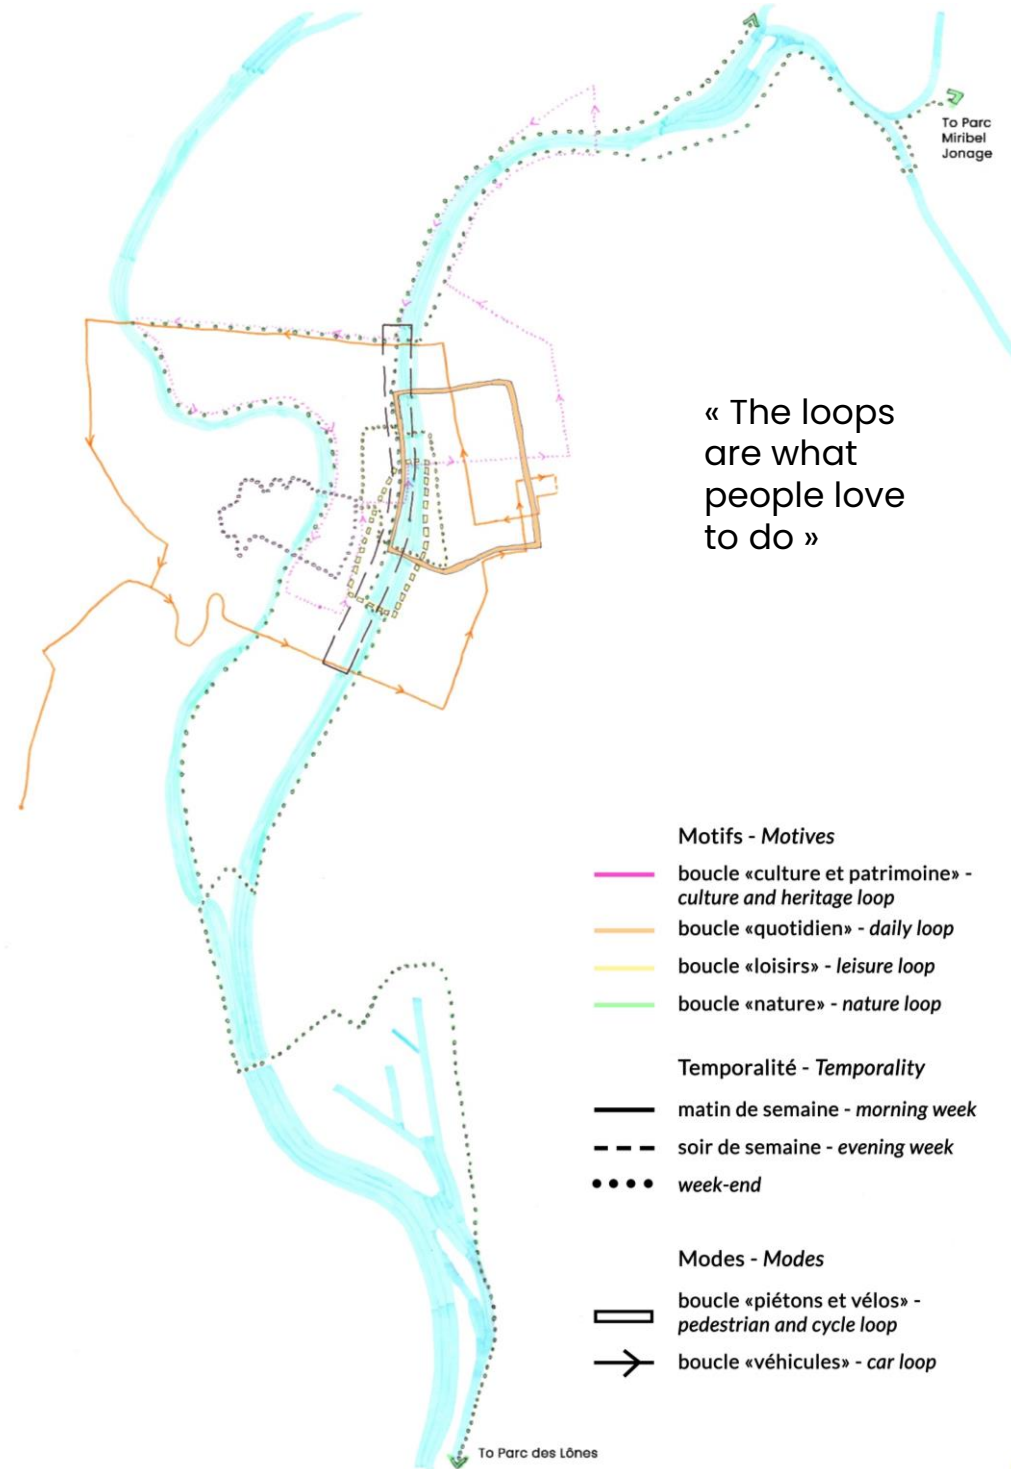 To Parc
Miribel
Jonage
« The loops
are what
people love
to do »
Motifs - Motives
boucle «culture et patrimoine» -
culture and heritage loop
boucle «quotidien» - daily loop
boucle «loisirs» - leisure loop
boucle «nature» - nature loop
Temporalité - Temporality
matin de semaine - morning week
soir de semaine - evening week
week-end
Modes - Modes
boucle «piétons et vélos» -
pedestrian and cycle loop
boucle «véhicules» - car loop
To Parc des Lônes